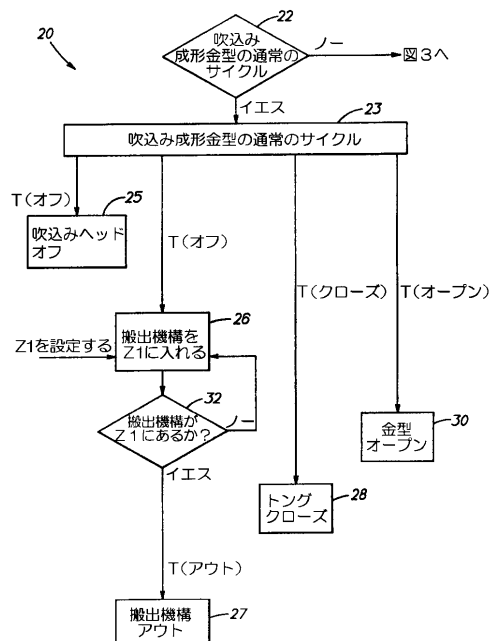 20
22
吹込み
成形金型の通常の
サイクル
ノー
図3へ
イエス
23
吹込み成形金型の通常のサイクル
T(オフ)
25
吹込みヘッド
オフ
T(オフ)
T(クローズ)
T(オープン)
Z1を設定する
26
搬出機構を
Z1に入れる
32
搬出機構が
Z1にあるか?
ノー
イエス
30
金型
オープン
28
トング
クローズ
T(アウト)
27
搬出機構
アウト